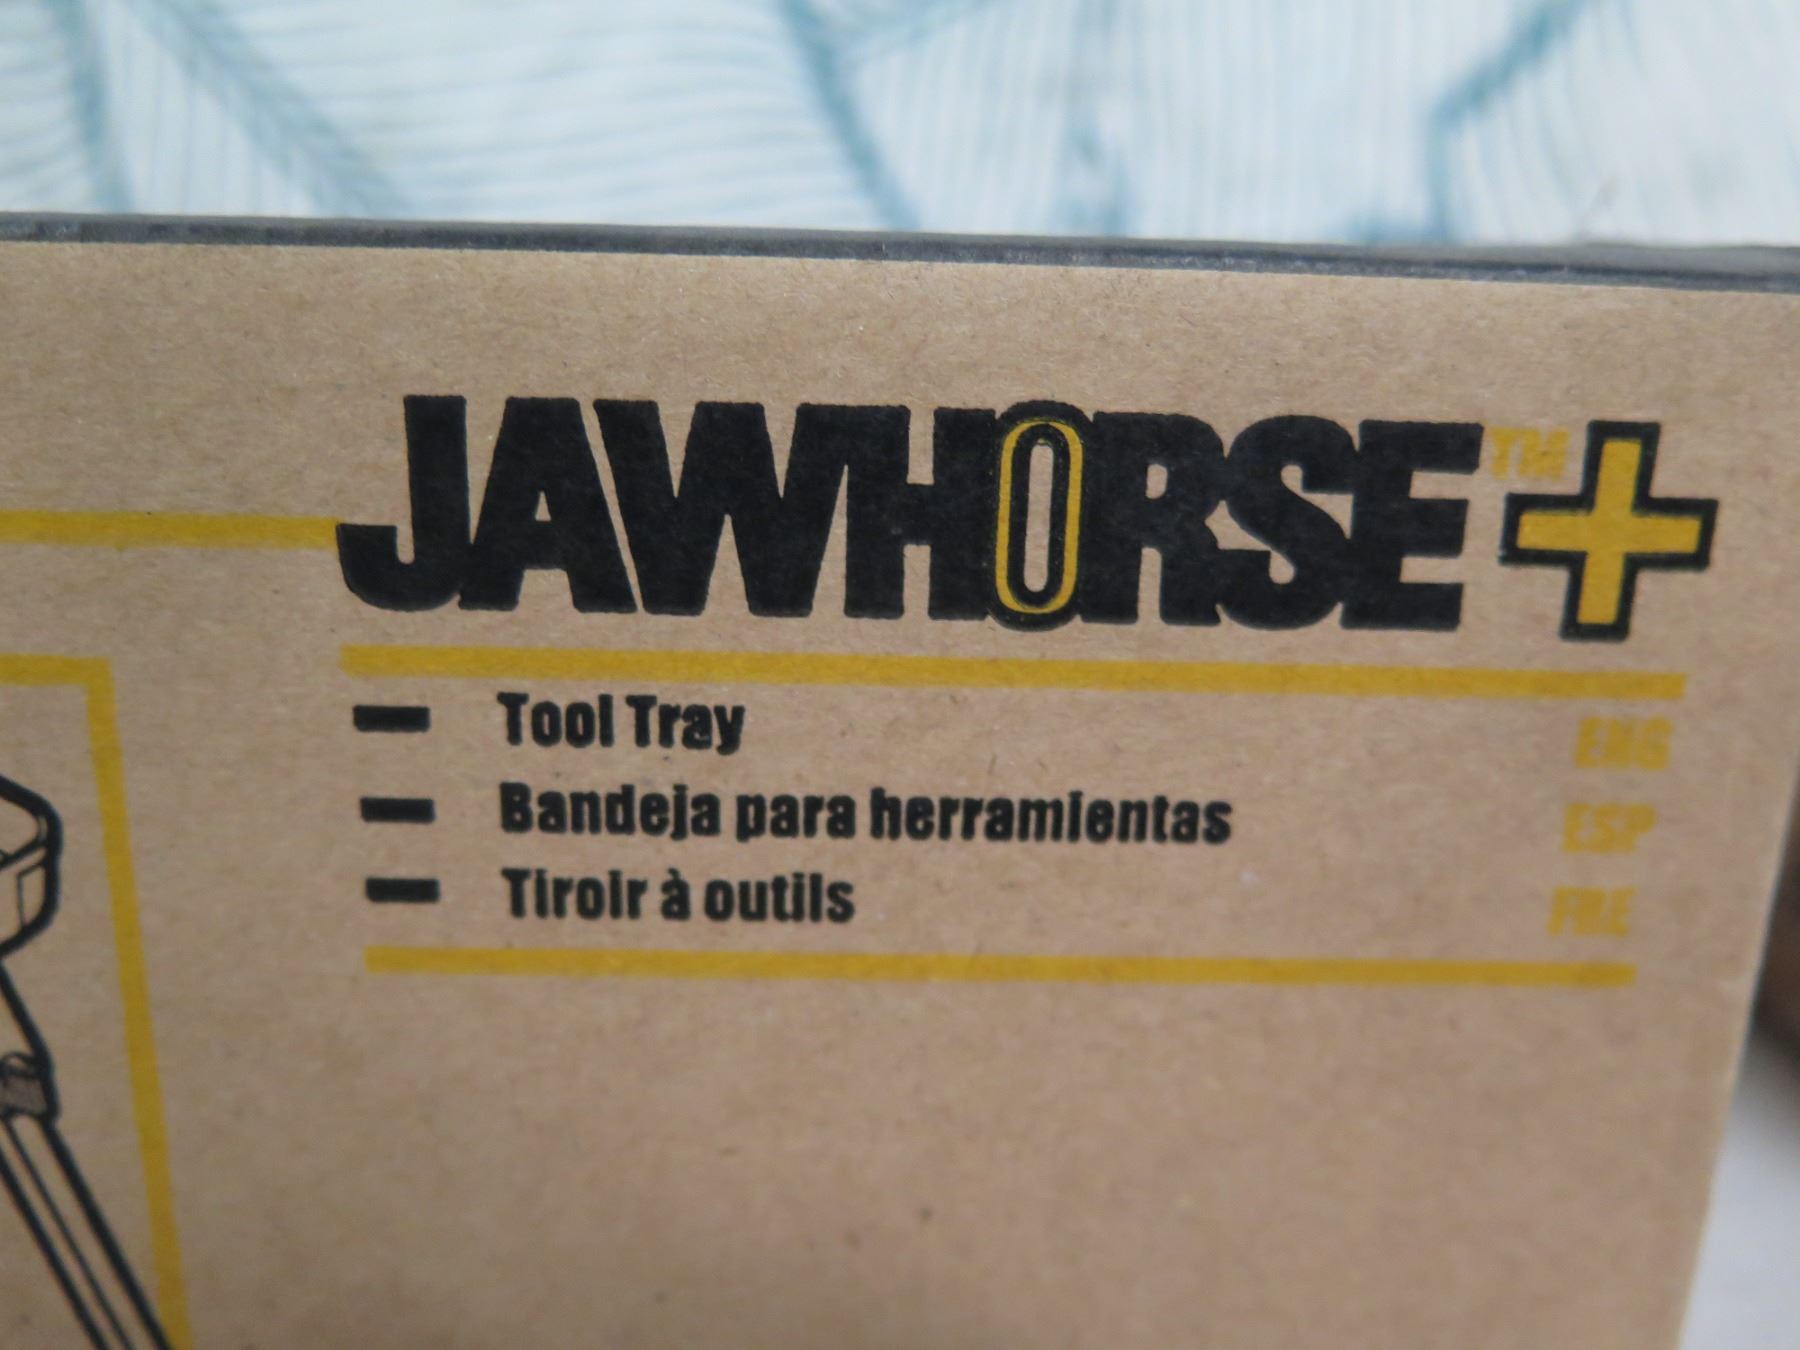 JAWHORSE™+
Tool Tray ENG
Bandeja para herramientas ESP
Tiroir à outils FRE